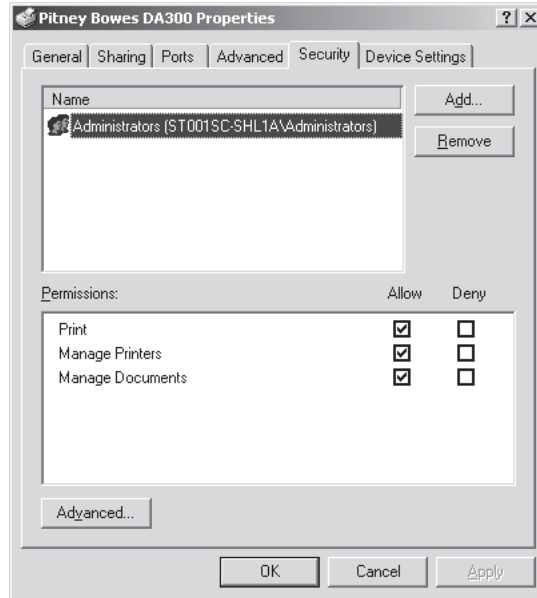 Pitney Bowes DA300 Properties
General Sharing Ports Advanced Security Device Settings
Name
Add...
Administrators (ST001SC-SHL1A\Administrators)
Remove
Permissions: Allow Deny
Print
Manage Printers
Manage Documents
Advanced...
OK Cancel Apply